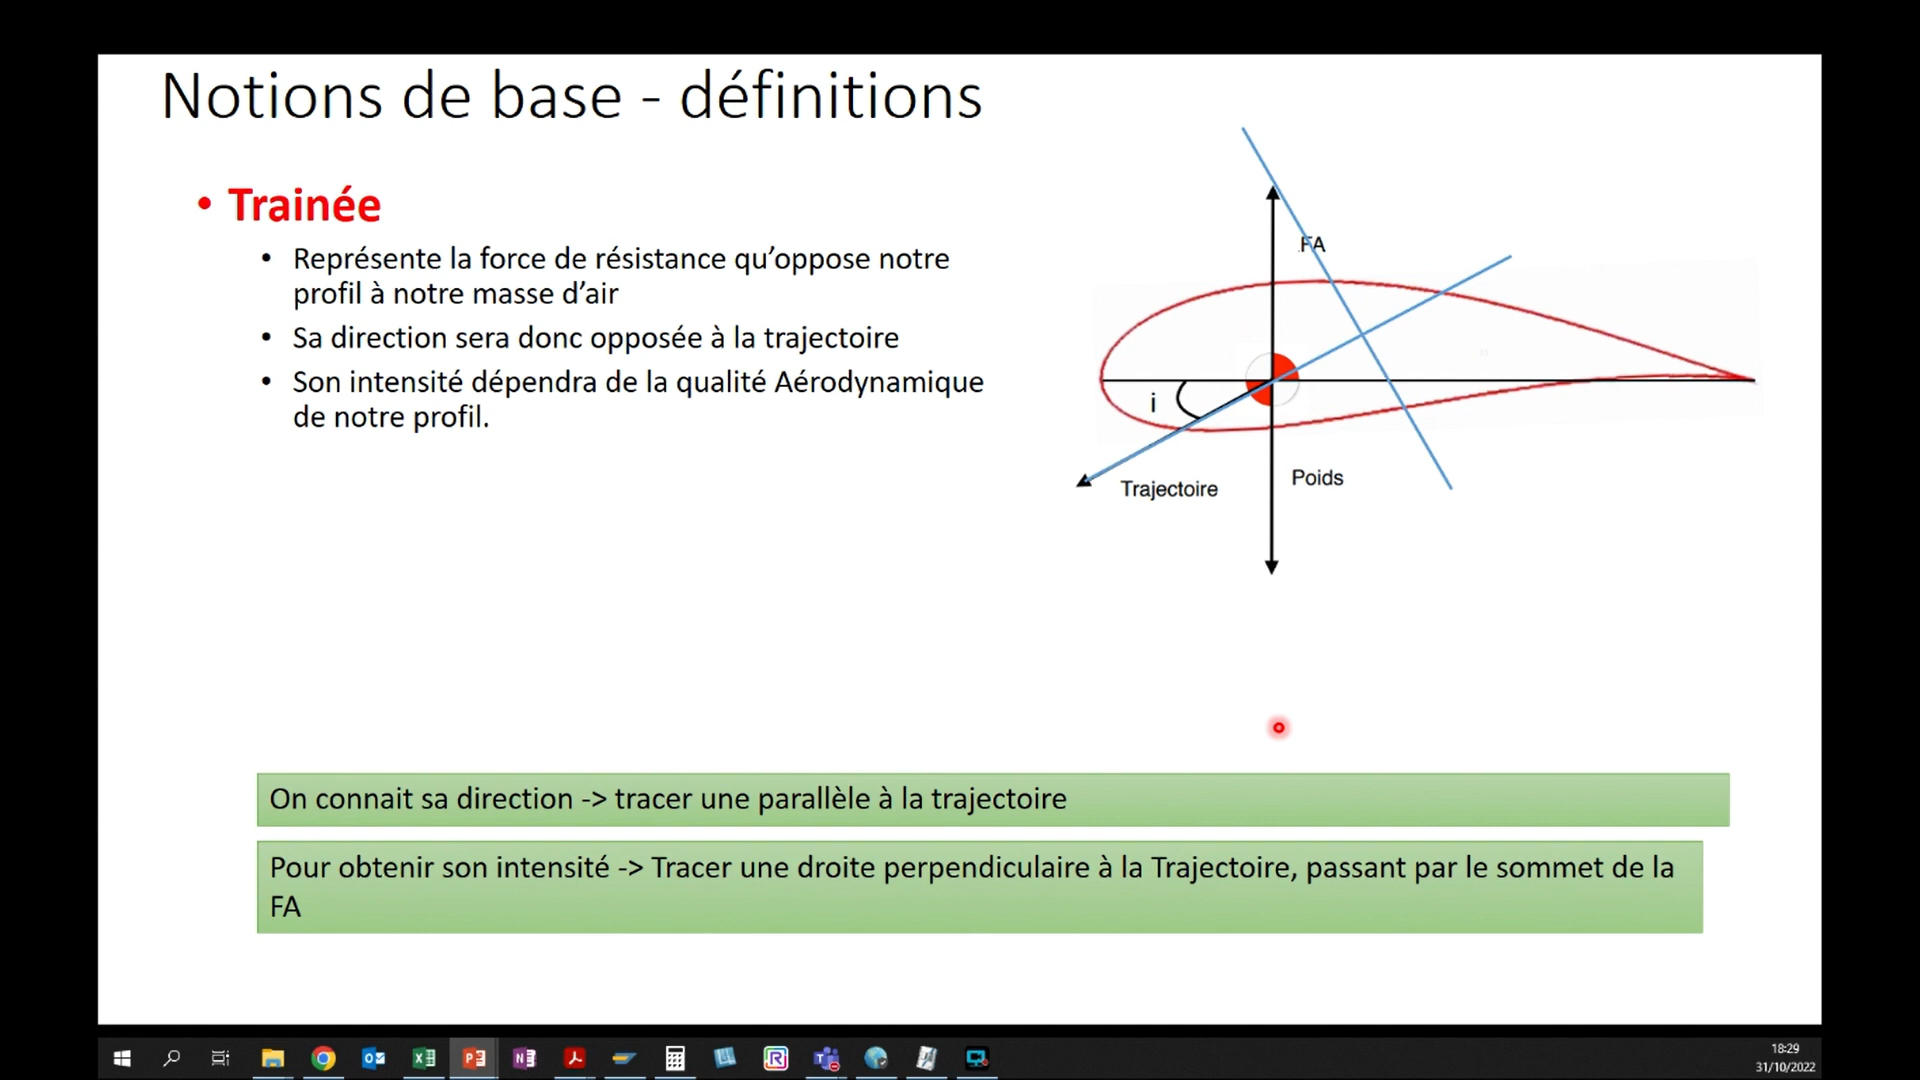 Notions de base - définitions
• Trainée
• Représente la force de résistance qu’oppose notre
profil à notre masse d’air
• Sa direction sera donc opposée à la trajectoire
• Son intensité dépendra de la qualité Aérodynamique
de notre profil.
FA
i
Trajectoire
Poids
On connait sa direction -> tracer une parallèle à la trajectoire
Pour obtenir son intensité -> Tracer une droite perpendiculaire à la Trajectoire, passant par le sommet de la
FA
18:29
31/10/2022